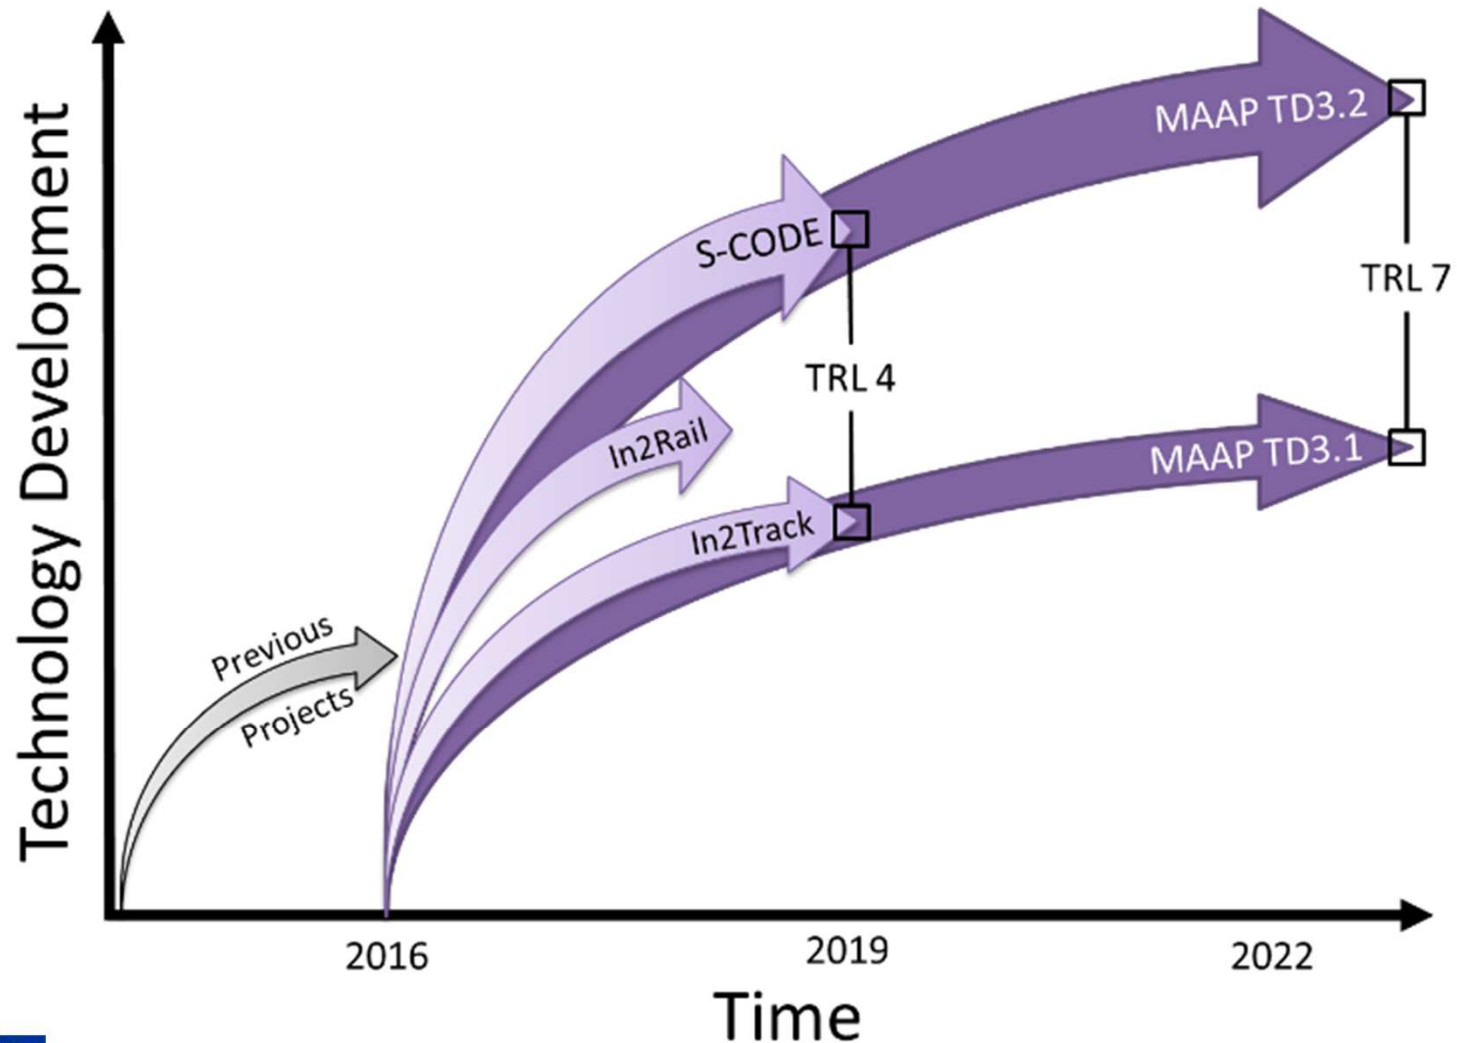 Technology Development
MAAP TD3.2
S-CODE
TRL 7
TRL 4
In2Rail
MAAP TD3.1
In2Track
Previous
Projects
2016
2019
2022
Time